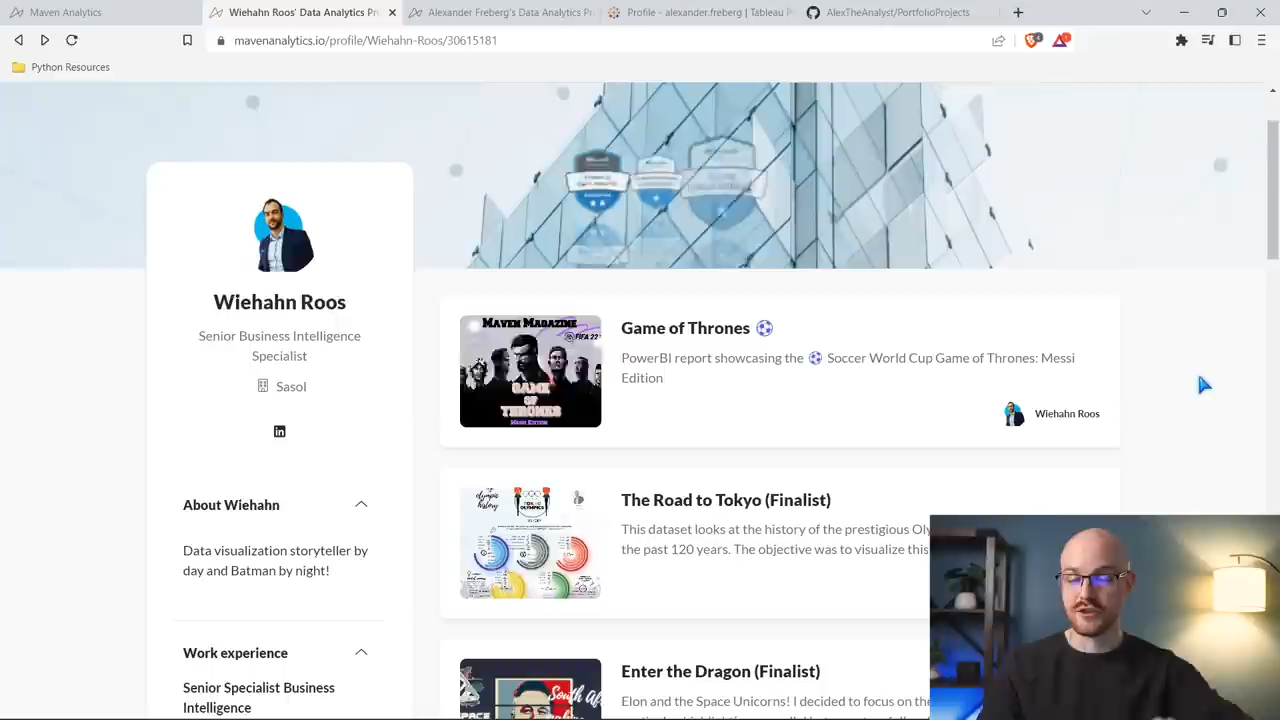 Maven Analytics
Wiehahn Roos' Data Analytics Pr
Alexander Freberg's Data Analytics Pr
Profile - alexander.freberg | Tableau P
AlexTheAnalyst/PortfolioProjects
mavenanalytics.io/profile/Wiehahn-Roos/30615181
Python Resources
Wiehahn Roos
Senior Business Intelligence
Specialist
Sasol
About Wiehahn
Data visualization storyteller by
day and Batman by night!
Work experience
Senior Specialist Business
Intelligence
MAVEN MAGAZINE
FIFA 22
GAME
OF
THRONES
Game of Thrones
PowerBI report showcasing the ⚽ Soccer World Cup Game of Thrones: Messi
Edition
Wiehahn Roos
The Road to Tokyo (Finalist)
This dataset looks at the history of the prestigious Oly
the past 120 years. The objective was to visualize this
Enter the Dragon (Finalist)
Elon and the Space Unicorns! I decided to focus on the